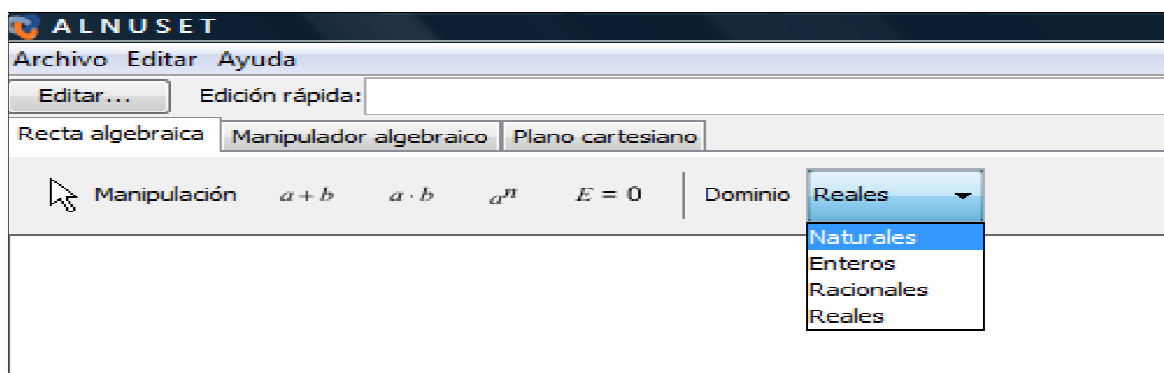 ALNUSET
Archivo Editar Ayuda
Editar... Edición rápida:
Recta algebraica Manipulador algebraico Plano cartesiano
Manipulación a + b a · b aⁿ E = 0 Dominio Reales
Naturales
Enteros
Racionales
Reales